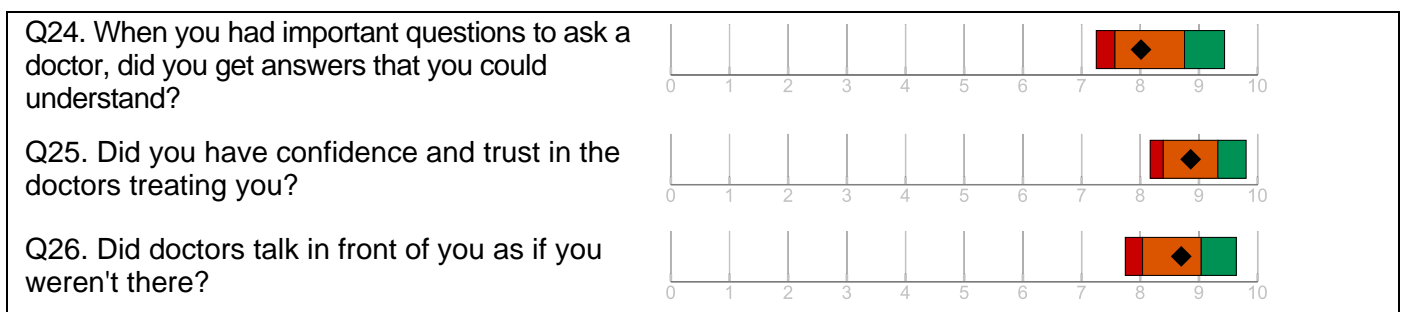 Q24. When you had important questions to ask a
doctor, did you get answers that you could
understand?
0 1 2 3 4 5 6 7 8 9 10
Q25. Did you have confidence and trust in the
doctors treating you?
0 1 2 3 4 5 6 7 8 9 10
Q26. Did doctors talk in front of you as if you
weren't there?
0 1 2 3 4 5 6 7 8 9 10